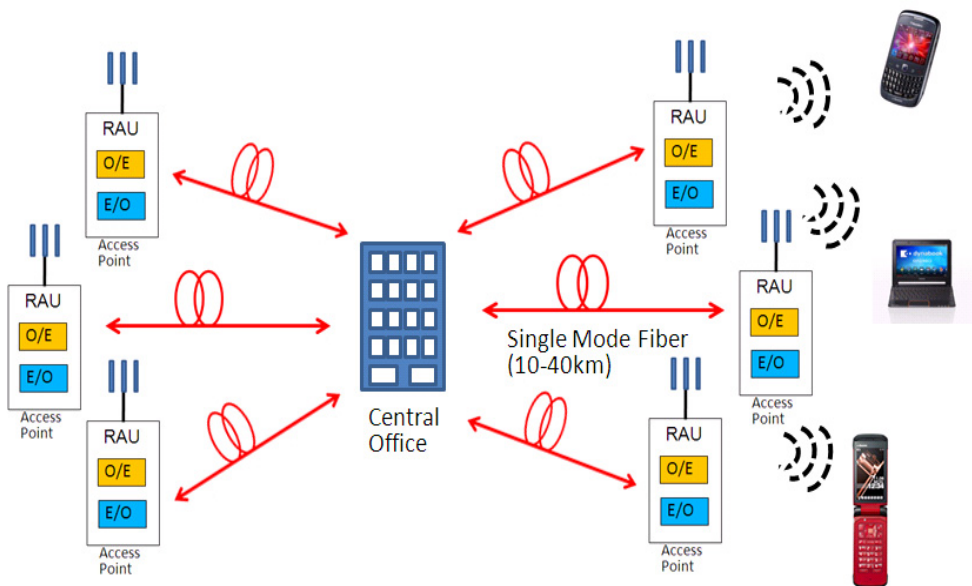 RAU
O/E
E/O
Access
Point
RAU
O/E
E/O
Access
Point
RAU
O/E
E/O
Access
Point
RAU
O/E
E/O
Access
Point
RAU
O/E
E/O
Access
Point
RAU
O/E
E/O
Access
Point
Single Mode Fiber
(10-40km)
Central
Office
dynabook